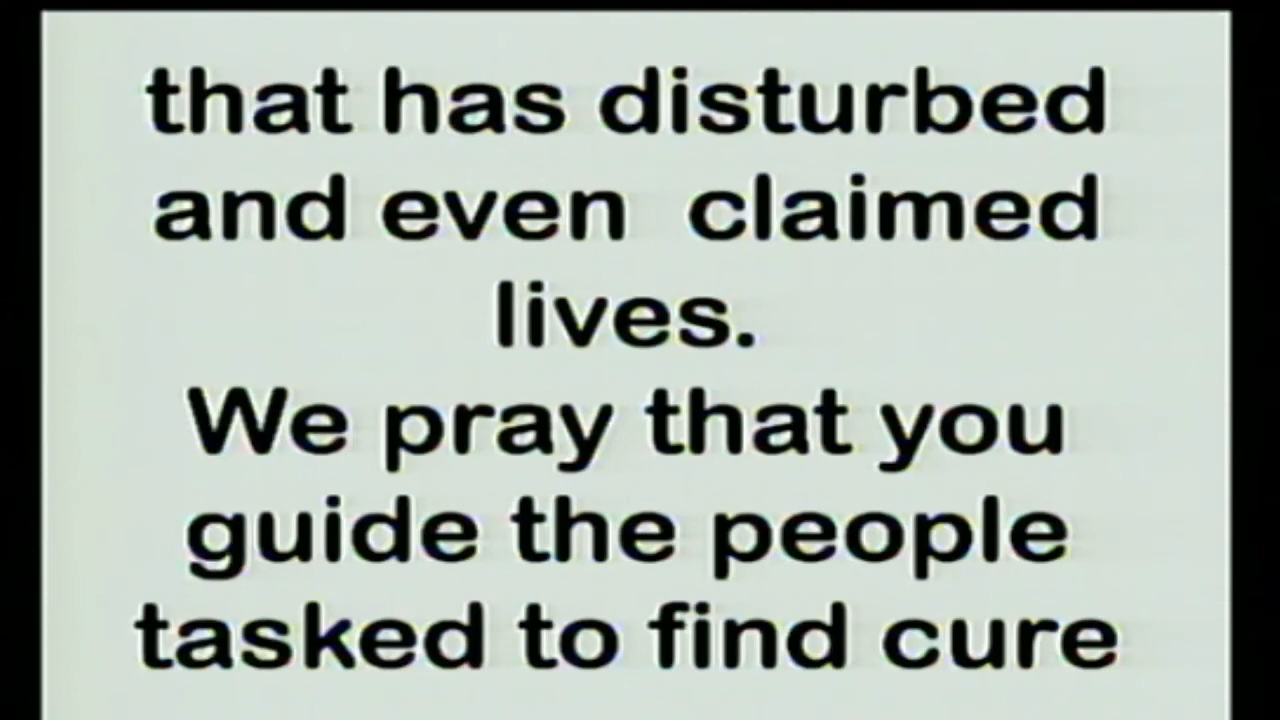 that has disturbed
and even  claimed
lives.
We pray that you
guide the people
tasked to find cure